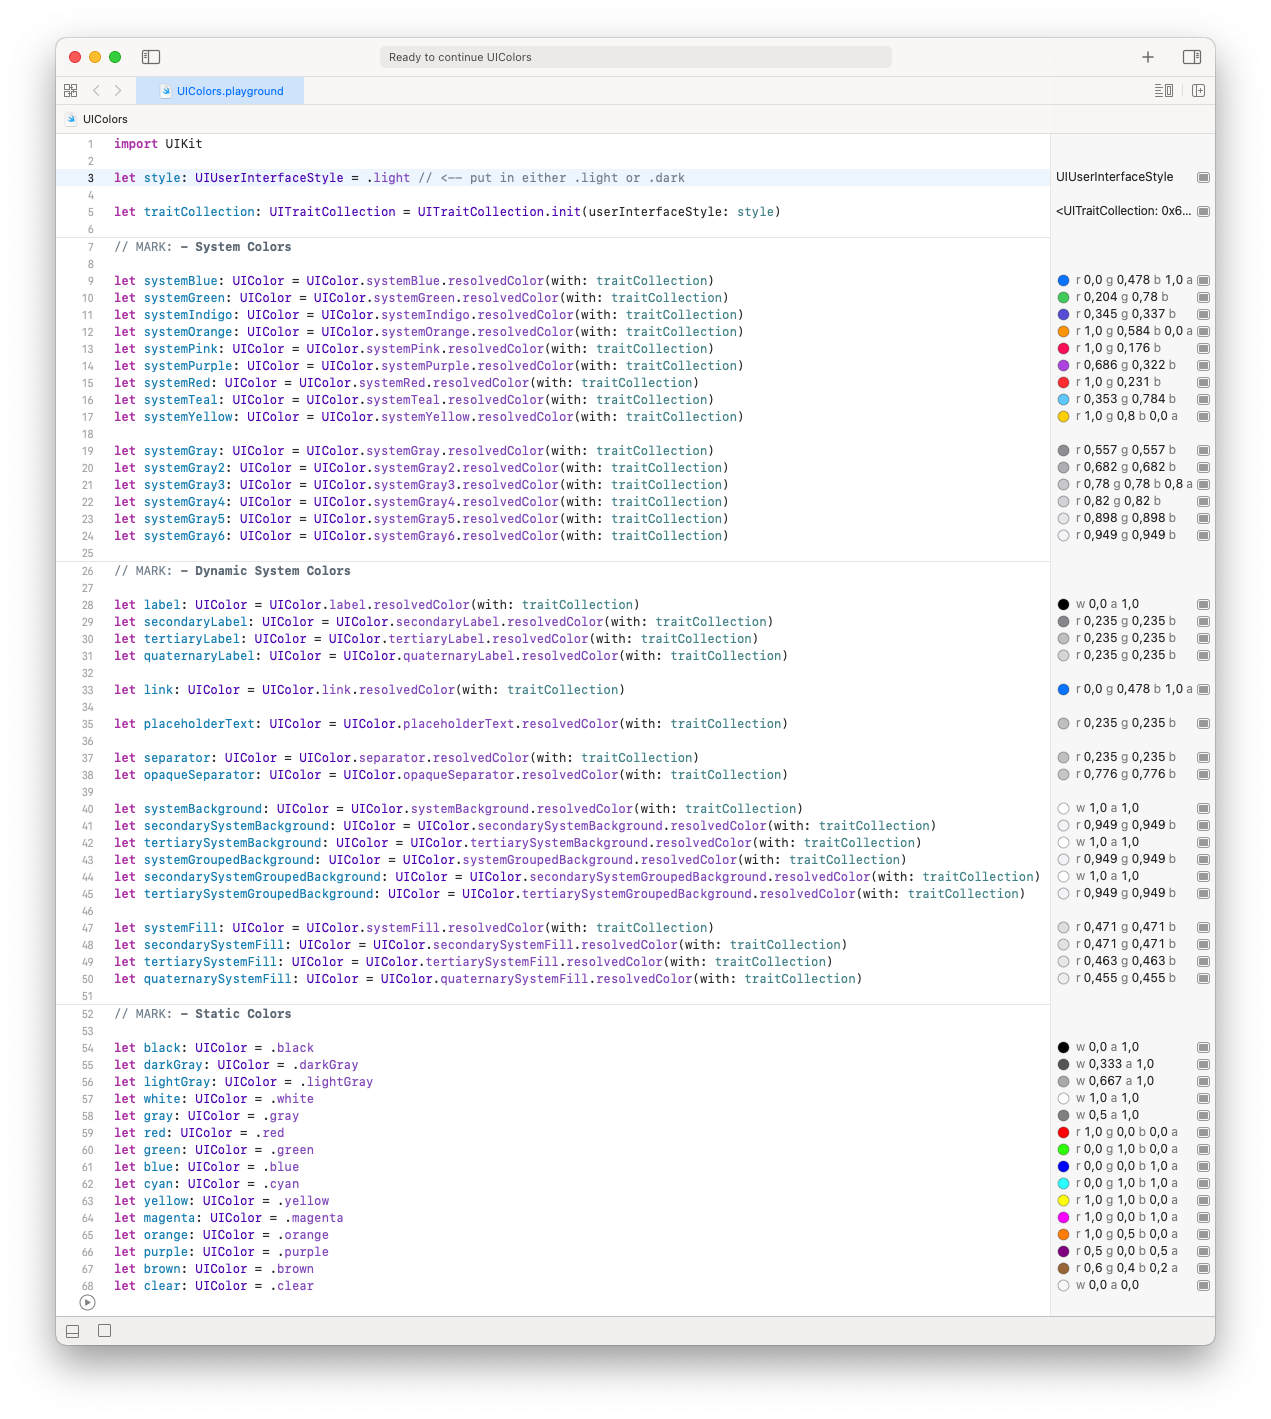 Ready to continue UIColors
UIColors.playground
UIColors
1 import UIKit
2
3 let style: UIUserInterfaceStyle = .light // <-- put in either .light or .dark UIUserInterfaceStyle
4
5 let traitCollection: UITraitCollection = UITraitCollection.init(userInterfaceStyle: style) <UITraitCollection: 0x6...
6
7 // MARK: - System Colors
8
9 let systemBlue: UIColor = UIColor.systemBlue.resolvedColor(with: traitCollection) r 0,0 g 0,478 b 1,0 a
10 let systemGreen: UIColor = UIColor.systemGreen.resolvedColor(with: traitCollection) r 0,204 g 0,78 b
11 let systemIndigo: UIColor = UIColor.systemIndigo.resolvedColor(with: traitCollection) r 0,345 g 0,337 b
12 let systemOrange: UIColor = UIColor.systemOrange.resolvedColor(with: traitCollection) r 1,0 g 0,584 b 0,0 a
13 let systemPink: UIColor = UIColor.systemPink.resolvedColor(with: traitCollection) r 1,0 g 0,176 b
14 let systemPurple: UIColor = UIColor.systemPurple.resolvedColor(with: traitCollection) r 0,686 g 0,322 b
15 let systemRed: UIColor = UIColor.systemRed.resolvedColor(with: traitCollection) r 1,0 g 0,231 b
16 let systemTeal: UIColor = UIColor.systemTeal.resolvedColor(with: traitCollection) r 0,353 g 0,784 b
17 let systemYellow: UIColor = UIColor.systemYellow.resolvedColor(with: traitCollection) r 1,0 g 0,8 b 0,0 a
18
19 let systemGray: UIColor = UIColor.systemGray.resolvedColor(with: traitCollection) r 0,557 g 0,557 b
20 let systemGray2: UIColor = UIColor.systemGray2.resolvedColor(with: traitCollection) r 0,682 g 0,682 b
21 let systemGray3: UIColor = UIColor.systemGray3.resolvedColor(with: traitCollection) r 0,78 g 0,78 b 0,8 a
22 let systemGray4: UIColor = UIColor.systemGray4.resolvedColor(with: traitCollection) r 0,82 g 0,82 b
23 let systemGray5: UIColor = UIColor.systemGray5.resolvedColor(with: traitCollection) r 0,898 g 0,898 b
24 let systemGray6: UIColor = UIColor.systemGray6.resolvedColor(with: traitCollection) r 0,949 g 0,949 b
25
26 // MARK: - Dynamic System Colors
27
28 let label: UIColor = UIColor.label.resolvedColor(with: traitCollection) w 0,0 a 1,0
29 let secondaryLabel: UIColor = UIColor.secondaryLabel.resolvedColor(with: traitCollection) r 0,235 g 0,235 b
30 let tertiaryLabel: UIColor = UIColor.tertiaryLabel.resolvedColor(with: traitCollection) r 0,235 g 0,235 b
31 let quaternaryLabel: UIColor = UIColor.quaternaryLabel.resolvedColor(with: traitCollection) r 0,235 g 0,235 b
32
33 let link: UIColor = UIColor.link.resolvedColor(with: traitCollection) r 0,0 g 0,478 b 1,0 a
34
35 let placeholderText: UIColor = UIColor.placeholderText.resolvedColor(with: traitCollection) r 0,235 g 0,235 b
36
37 let separator: UIColor = UIColor.separator.resolvedColor(with: traitCollection) r 0,235 g 0,235 b
38 let opaqueSeparator: UIColor = UIColor.opaqueSeparator.resolvedColor(with: traitCollection) r 0,776 g 0,776 b
39
40 let systemBackground: UIColor = UIColor.systemBackground.resolvedColor(with: traitCollection) w 1,0 a 1,0
41 let secondarySystemBackground: UIColor = UIColor.secondarySystemBackground.resolvedColor(with: traitCollection) r 0,949 g 0,949 b
42 let tertiarySystemBackground: UIColor = UIColor.tertiarySystemBackground.resolvedColor(with: traitCollection) w 1,0 a 1,0
43 let systemGroupedBackground: UIColor = UIColor.systemGroupedBackground.resolvedColor(with: traitCollection) r 0,949 g 0,949 b
44 let secondarySystemGroupedBackground: UIColor = UIColor.secondarySystemGroupedBackground.resolvedColor(with: traitCollection) w 1,0 a 1,0
45 let tertiarySystemGroupedBackground: UIColor = UIColor.tertiarySystemGroupedBackground.resolvedColor(with: traitCollection) r 0,949 g 0,949 b
46
47 let systemFill: UIColor = UIColor.systemFill.resolvedColor(with: traitCollection) r 0,471 g 0,471 b
48 let secondarySystemFill: UIColor = UIColor.secondarySystemFill.resolvedColor(with: traitCollection) r 0,471 g 0,471 b
49 let tertiarySystemFill: UIColor = UIColor.tertiarySystemFill.resolvedColor(with: traitCollection) r 0,463 g 0,463 b
50 let quaternarySystemFill: UIColor = UIColor.quaternarySystemFill.resolvedColor(with: traitCollection) r 0,455 g 0,455 b
51
52 // MARK: - Static Colors
53
54 let black: UIColor = .black w 0,0 a 1,0
55 let darkGray: UIColor = .darkGray w 0,333 a 1,0
56 let lightGray: UIColor = .lightGray w 0,667 a 1,0
57 let white: UIColor = .white w 1,0 a 1,0
58 let gray: UIColor = .gray w 0,5 a 1,0
59 let red: UIColor = .red r 1,0 g 0,0 b 0,0 a
60 let green: UIColor = .green r 0,0 g 1,0 b 0,0 a
61 let blue: UIColor = .blue r 0,0 g 0,0 b 1,0 a
62 let cyan: UIColor = .cyan r 0,0 g 1,0 b 1,0 a
63 let yellow: UIColor = .yellow r 1,0 g 1,0 b 0,0 a
64 let magenta: UIColor = .magenta r 1,0 g 0,0 b 1,0 a
65 let orange: UIColor = .orange r 1,0 g 0,5 b 0,0 a
66 let purple: UIColor = .purple r 0,5 g 0,0 b 0,5 a
67 let brown: UIColor = .brown r 0,6 g 0,4 b 0,2 a
68 let clear: UIColor = .clear w 0,0 a 0,0